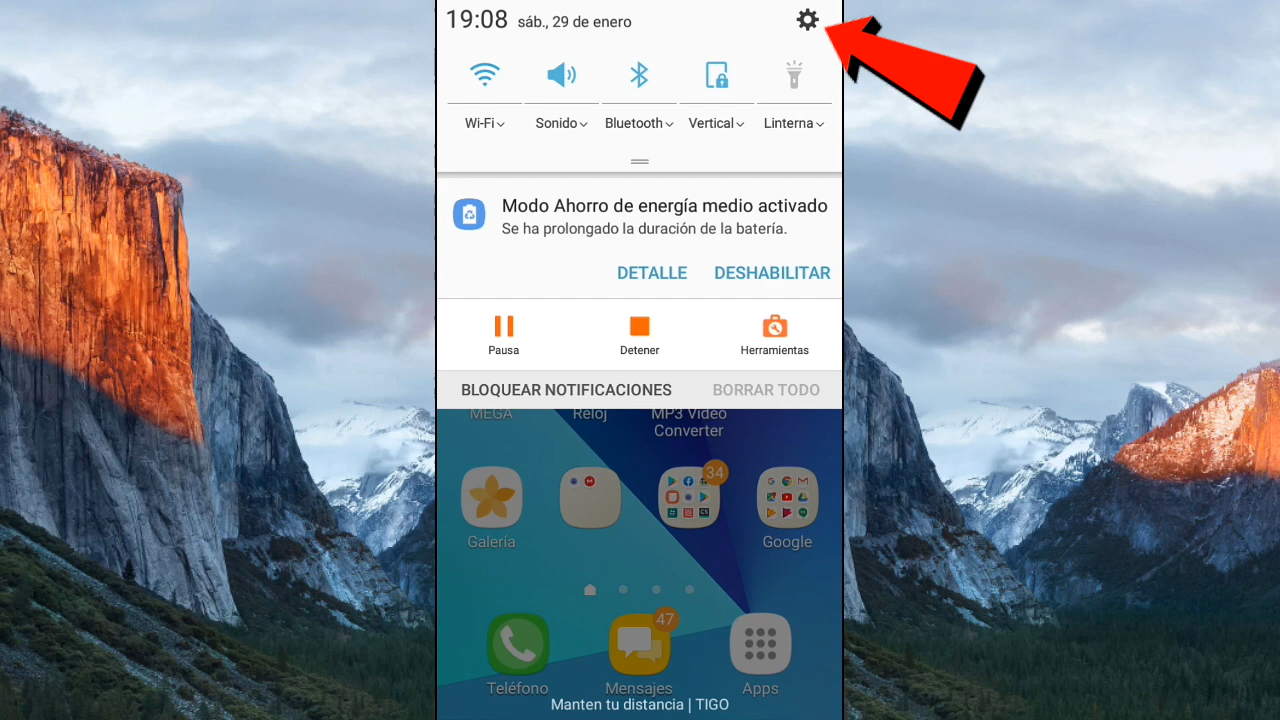 19:08 sáb., 29 de enero
Wi-Fi Sonido Bluetooth Vertical Linterna
Modo Ahorro de energía medio activado
Se ha prolongado la duración de la batería.
DETALLE DESHABILITAR
Pausa Detener Herramientas
BLOQUEAR NOTIFICACIONES BORRAR TODO
MEGA Reloj MP3 Video
Converter
34
Galería Google
47
Teléfono Mensajes Apps
Manten tu distancia | TIGO